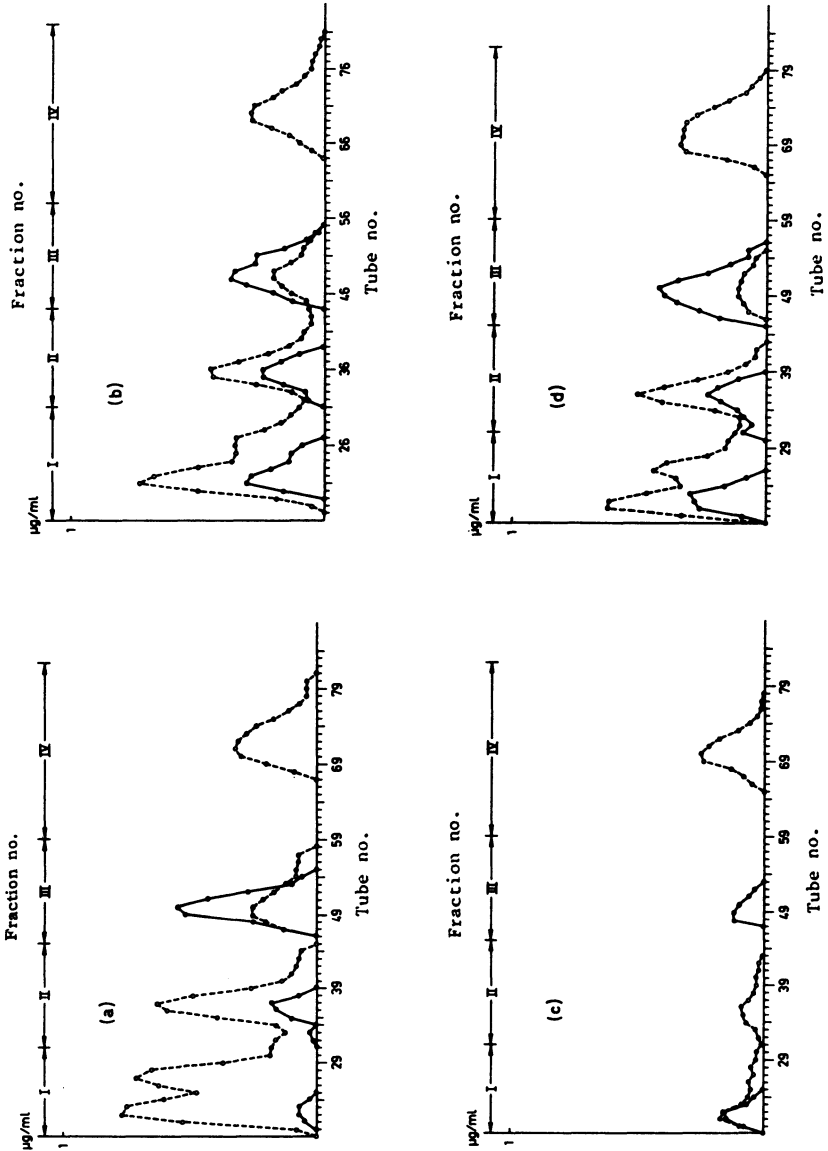 Fraction no.
µg/ml
I II III IV
1
(a)
29 39 49 59 69 79
Tube no.
Fraction no.
µg/ml
I II III IV
1
(b)
26 36 46 56 66 76
Tube no.
Fraction no.
µg/ml
I II III IV
1
(c)
29 39 49 59 69 79
Tube no.
Fraction no.
µg/ml
I II III IV
1
(d)
29 39 49 59 69 79
Tube no.